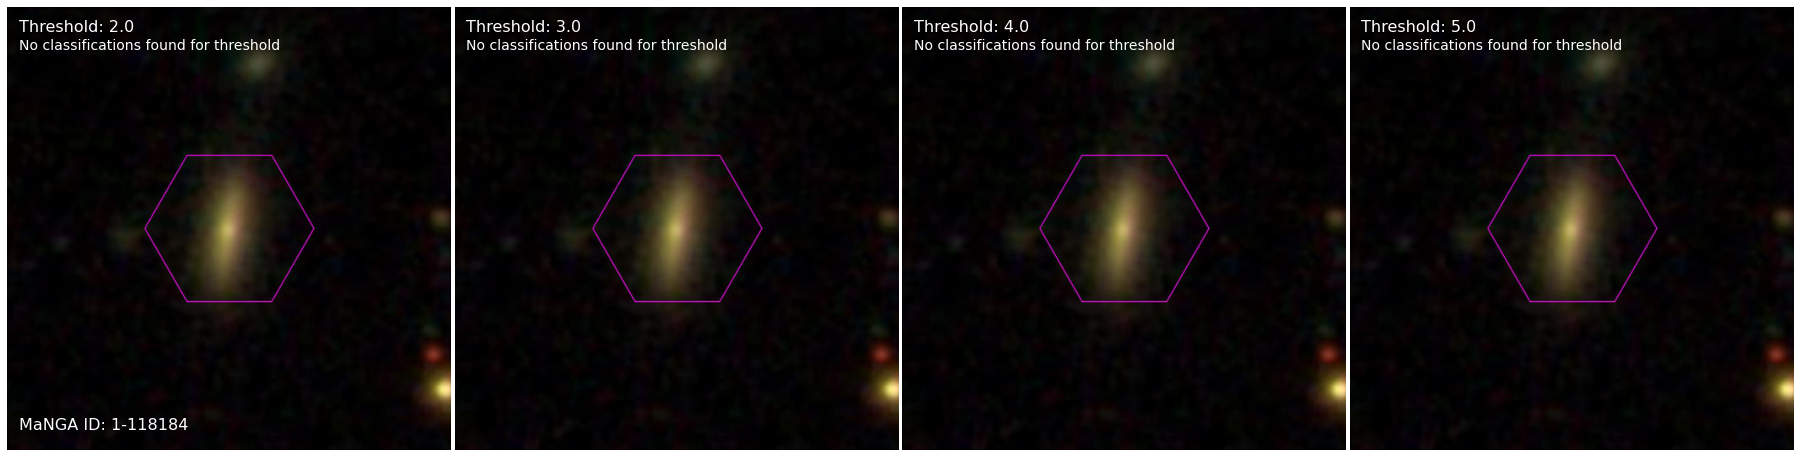 Threshold: 2.0
No classifications found for threshold
MaNGA ID: 1-118184
Threshold: 3.0
No classifications found for threshold
Threshold: 4.0
No classifications found for threshold
Threshold: 5.0
No classifications found for threshold